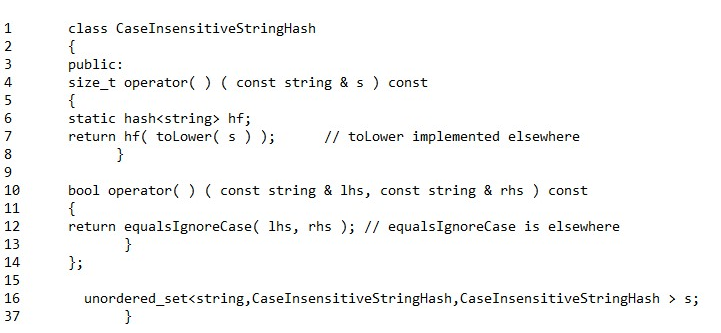 1 class CaseInsensitiveStringHash
2 {
3 public:
4 size_t operator( ) ( const string & s ) const
5 {
6 static hash<string> hf;
7 return hf( toLower( s ) ); // toLower implemented elsewhere
8 }
9
10 bool operator( ) ( const string & lhs, const string & rhs ) const
11 {
12 return equalsIgnoreCase( lhs, rhs ); // equalsIgnoreCase is elsewhere
13 }
14 };
15
16 unordered_set<string,CaseInsensitiveStringHash,CaseInsensitiveStringHash > s;
37 }